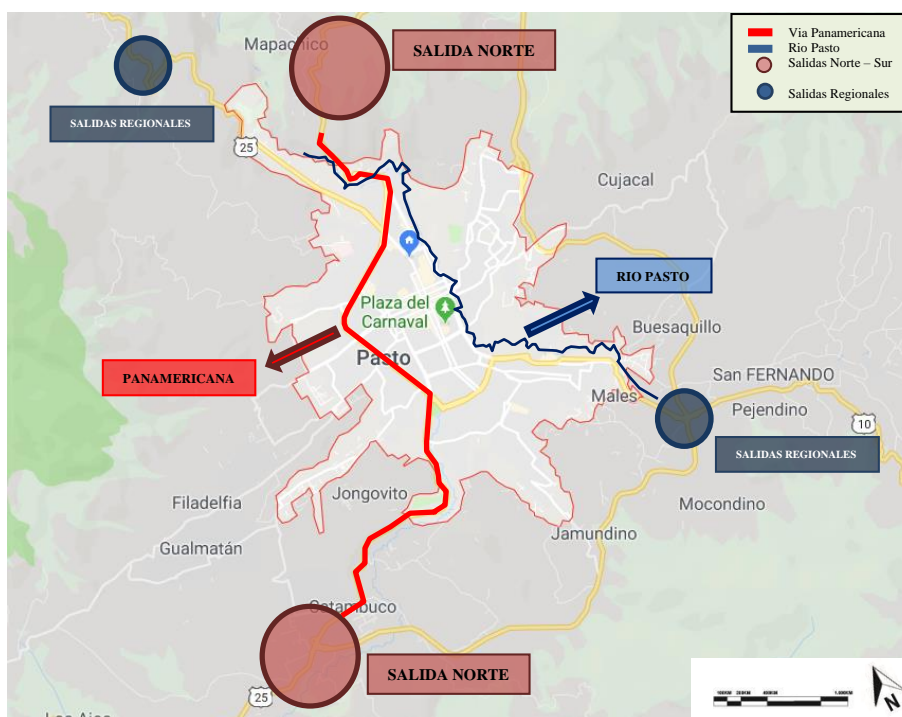 Mapachico
SALIDA NORTE
Via Panamericana
Rio Pasto
Salidas Norte – Sur
Salidas Regionales
SALIDAS REGIONALES
25
Cujacal
RIO PASTO
Plaza del
Carnaval
Buesaquillo
Pasto
PANAMERICANA
San FERNANDO
Males
Pejendino
10
SALIDAS REGIONALES
Jongovito
Filadelfia
Mocondino
Jamundino
Gualmatán
Catambuco
SALIDA NORTE
25
N